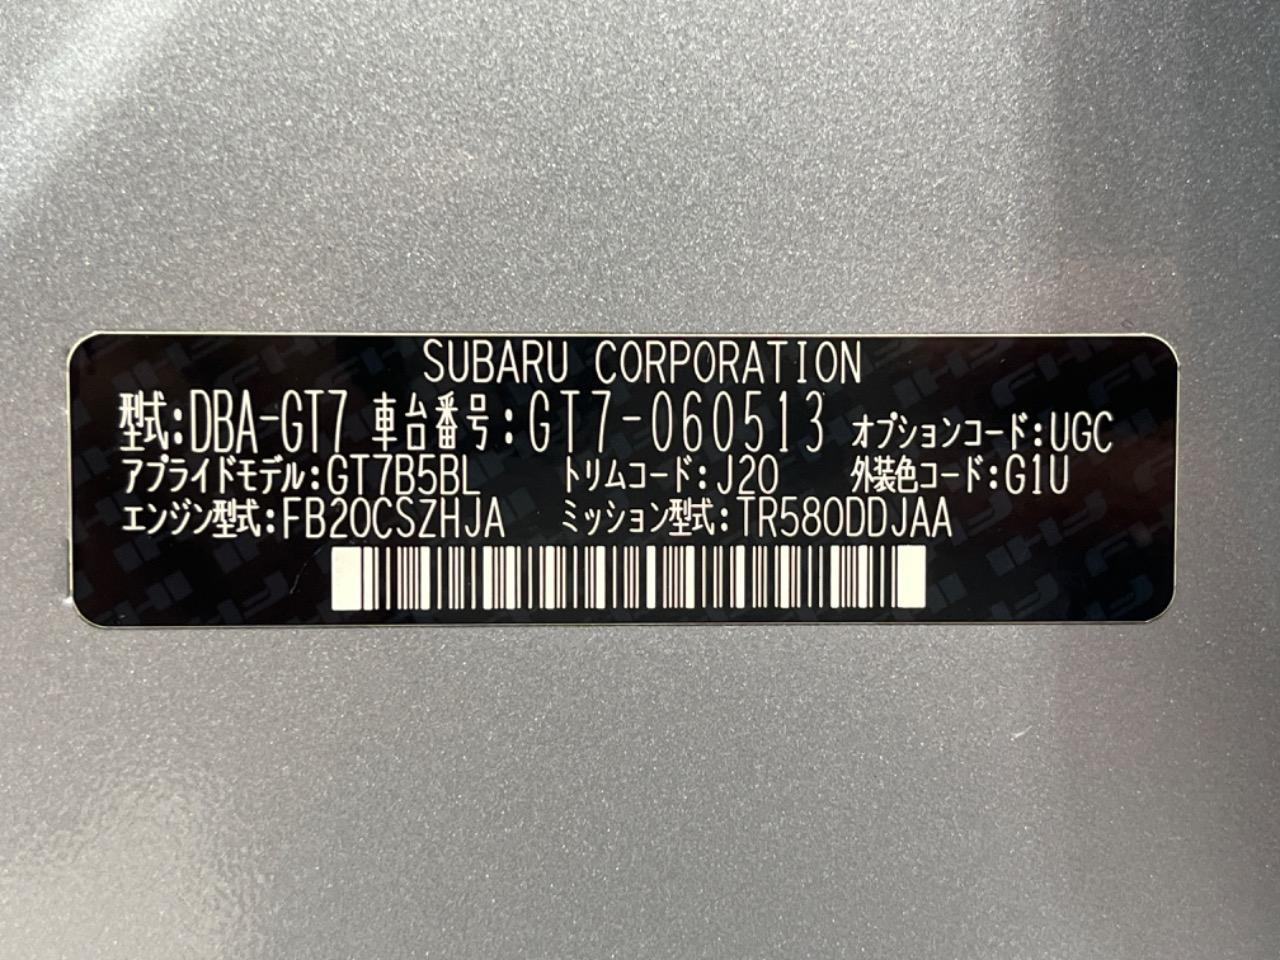 SUBARU CORPORATION
型式:DBA-GT7 車台番号:GT7-060513 オプションコード:UGC
アプライドモデル:GT7B5BL トリムコード:J20 外装色コード:G1U
エンジン型式:FB20CSZHJA ミッション型式:TR580DDJAA